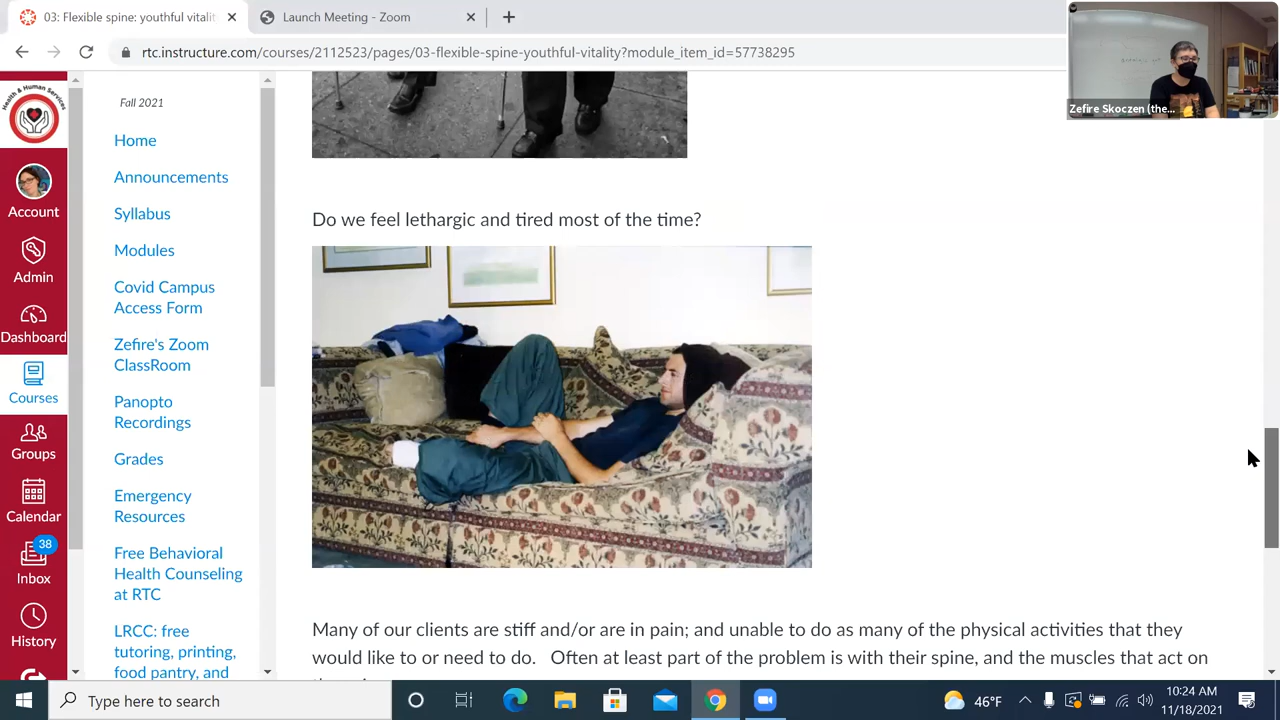 03: Flexible spine: youthful vitalit
Launch Meeting - Zoom
rtc.instructure.com/courses/2112523/pages/03-flexible-spine-youthful-vitality?module_item_id=57738295
Zefire Skoczen (the...
Health & Human Services
Account
Admin
Dashboard
Courses
Groups
Calendar
38
Inbox
History
Fall 2021
Home
Announcements
Syllabus
Modules
Covid Campus
Access Form
Zefire's Zoom
ClassRoom
Panopto
Recordings
Grades
Emergency
Resources
Free Behavioral
Health Counseling
at RTC
LRCC: free
tutoring, printing,
food pantry, and
Do we feel lethargic and tired most of the time?
Many of our clients are stiff and/or are in pain; and unable to do as many of the physical activities that they
would like to or need to do. Often at least part of the problem is with their spine, and the muscles that act on
Type here to search
46°F
10:24 AM
11/18/2021